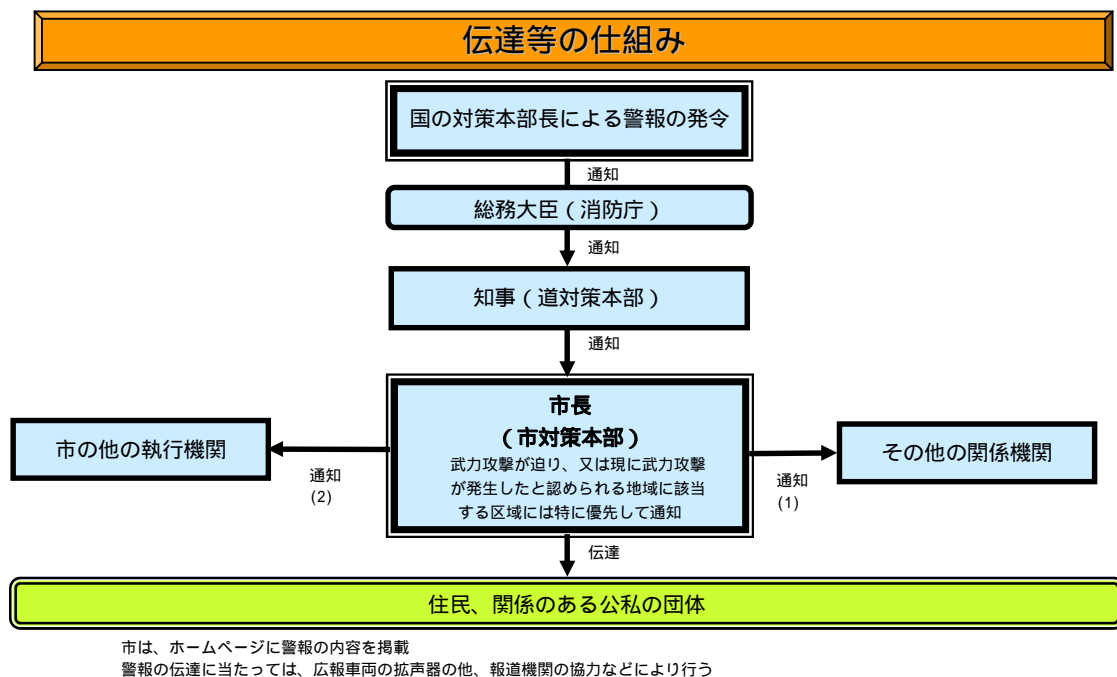 伝達等の仕組み
国の対策本部長による警報の発令
通知
総務大臣（消防庁）
通知
知事（道対策本部）
通知
市長
（市対策本部）
武力攻撃が迫り、又は現に武力攻撃
が発生したと認められる地域に該当
する区域には特に優先して通知
市の他の執行機関
通知
(2)
その他の関係機関
通知
(1)
伝達
住民、関係のある公私の団体
市は、ホームページに警報の内容を掲載
警報の伝達に当たっては、広報車両の拡声器の他、報道機関の協力などにより行う